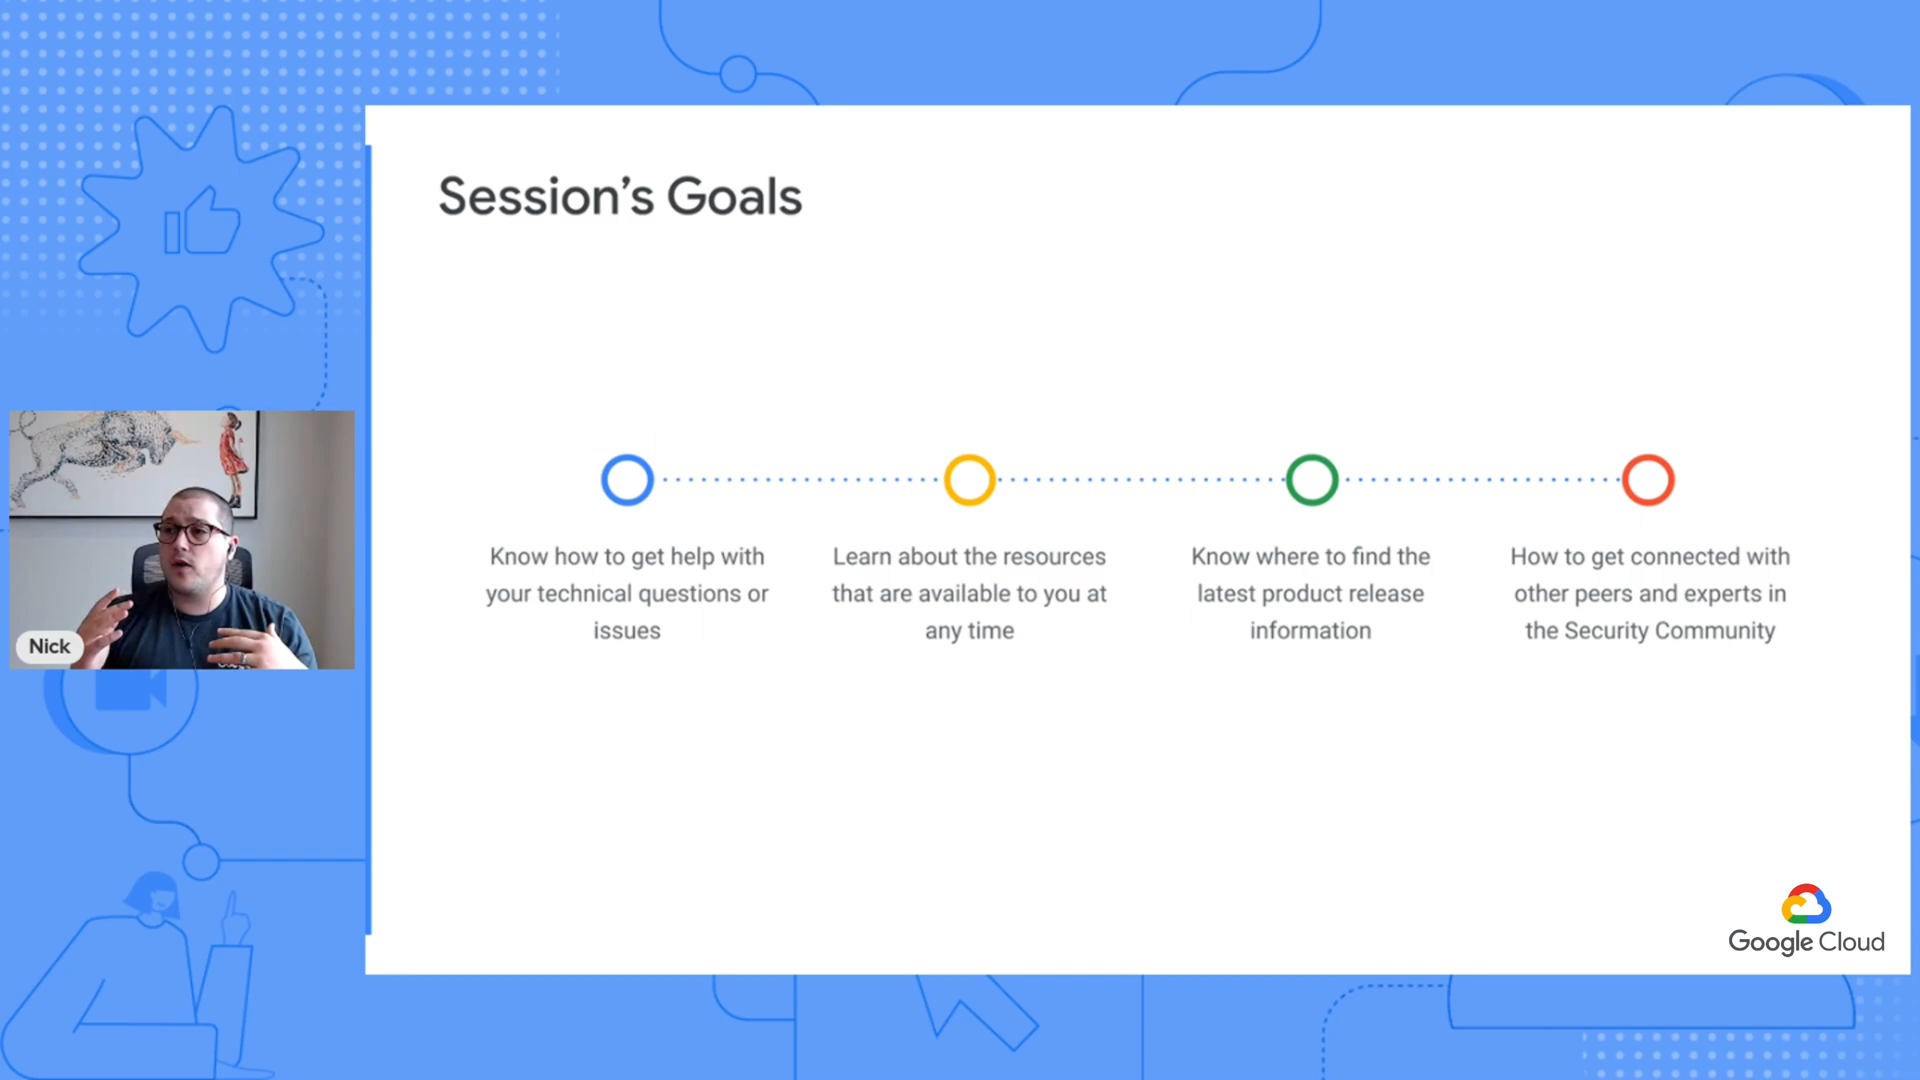 Session's Goals
Know how to get help with
your technical questions or
issues
Learn about the resources
that are available to you at
any time
Know where to find the
latest product release
information
How to get connected with
other peers and experts in
the Security Community
Nick
Google Cloud